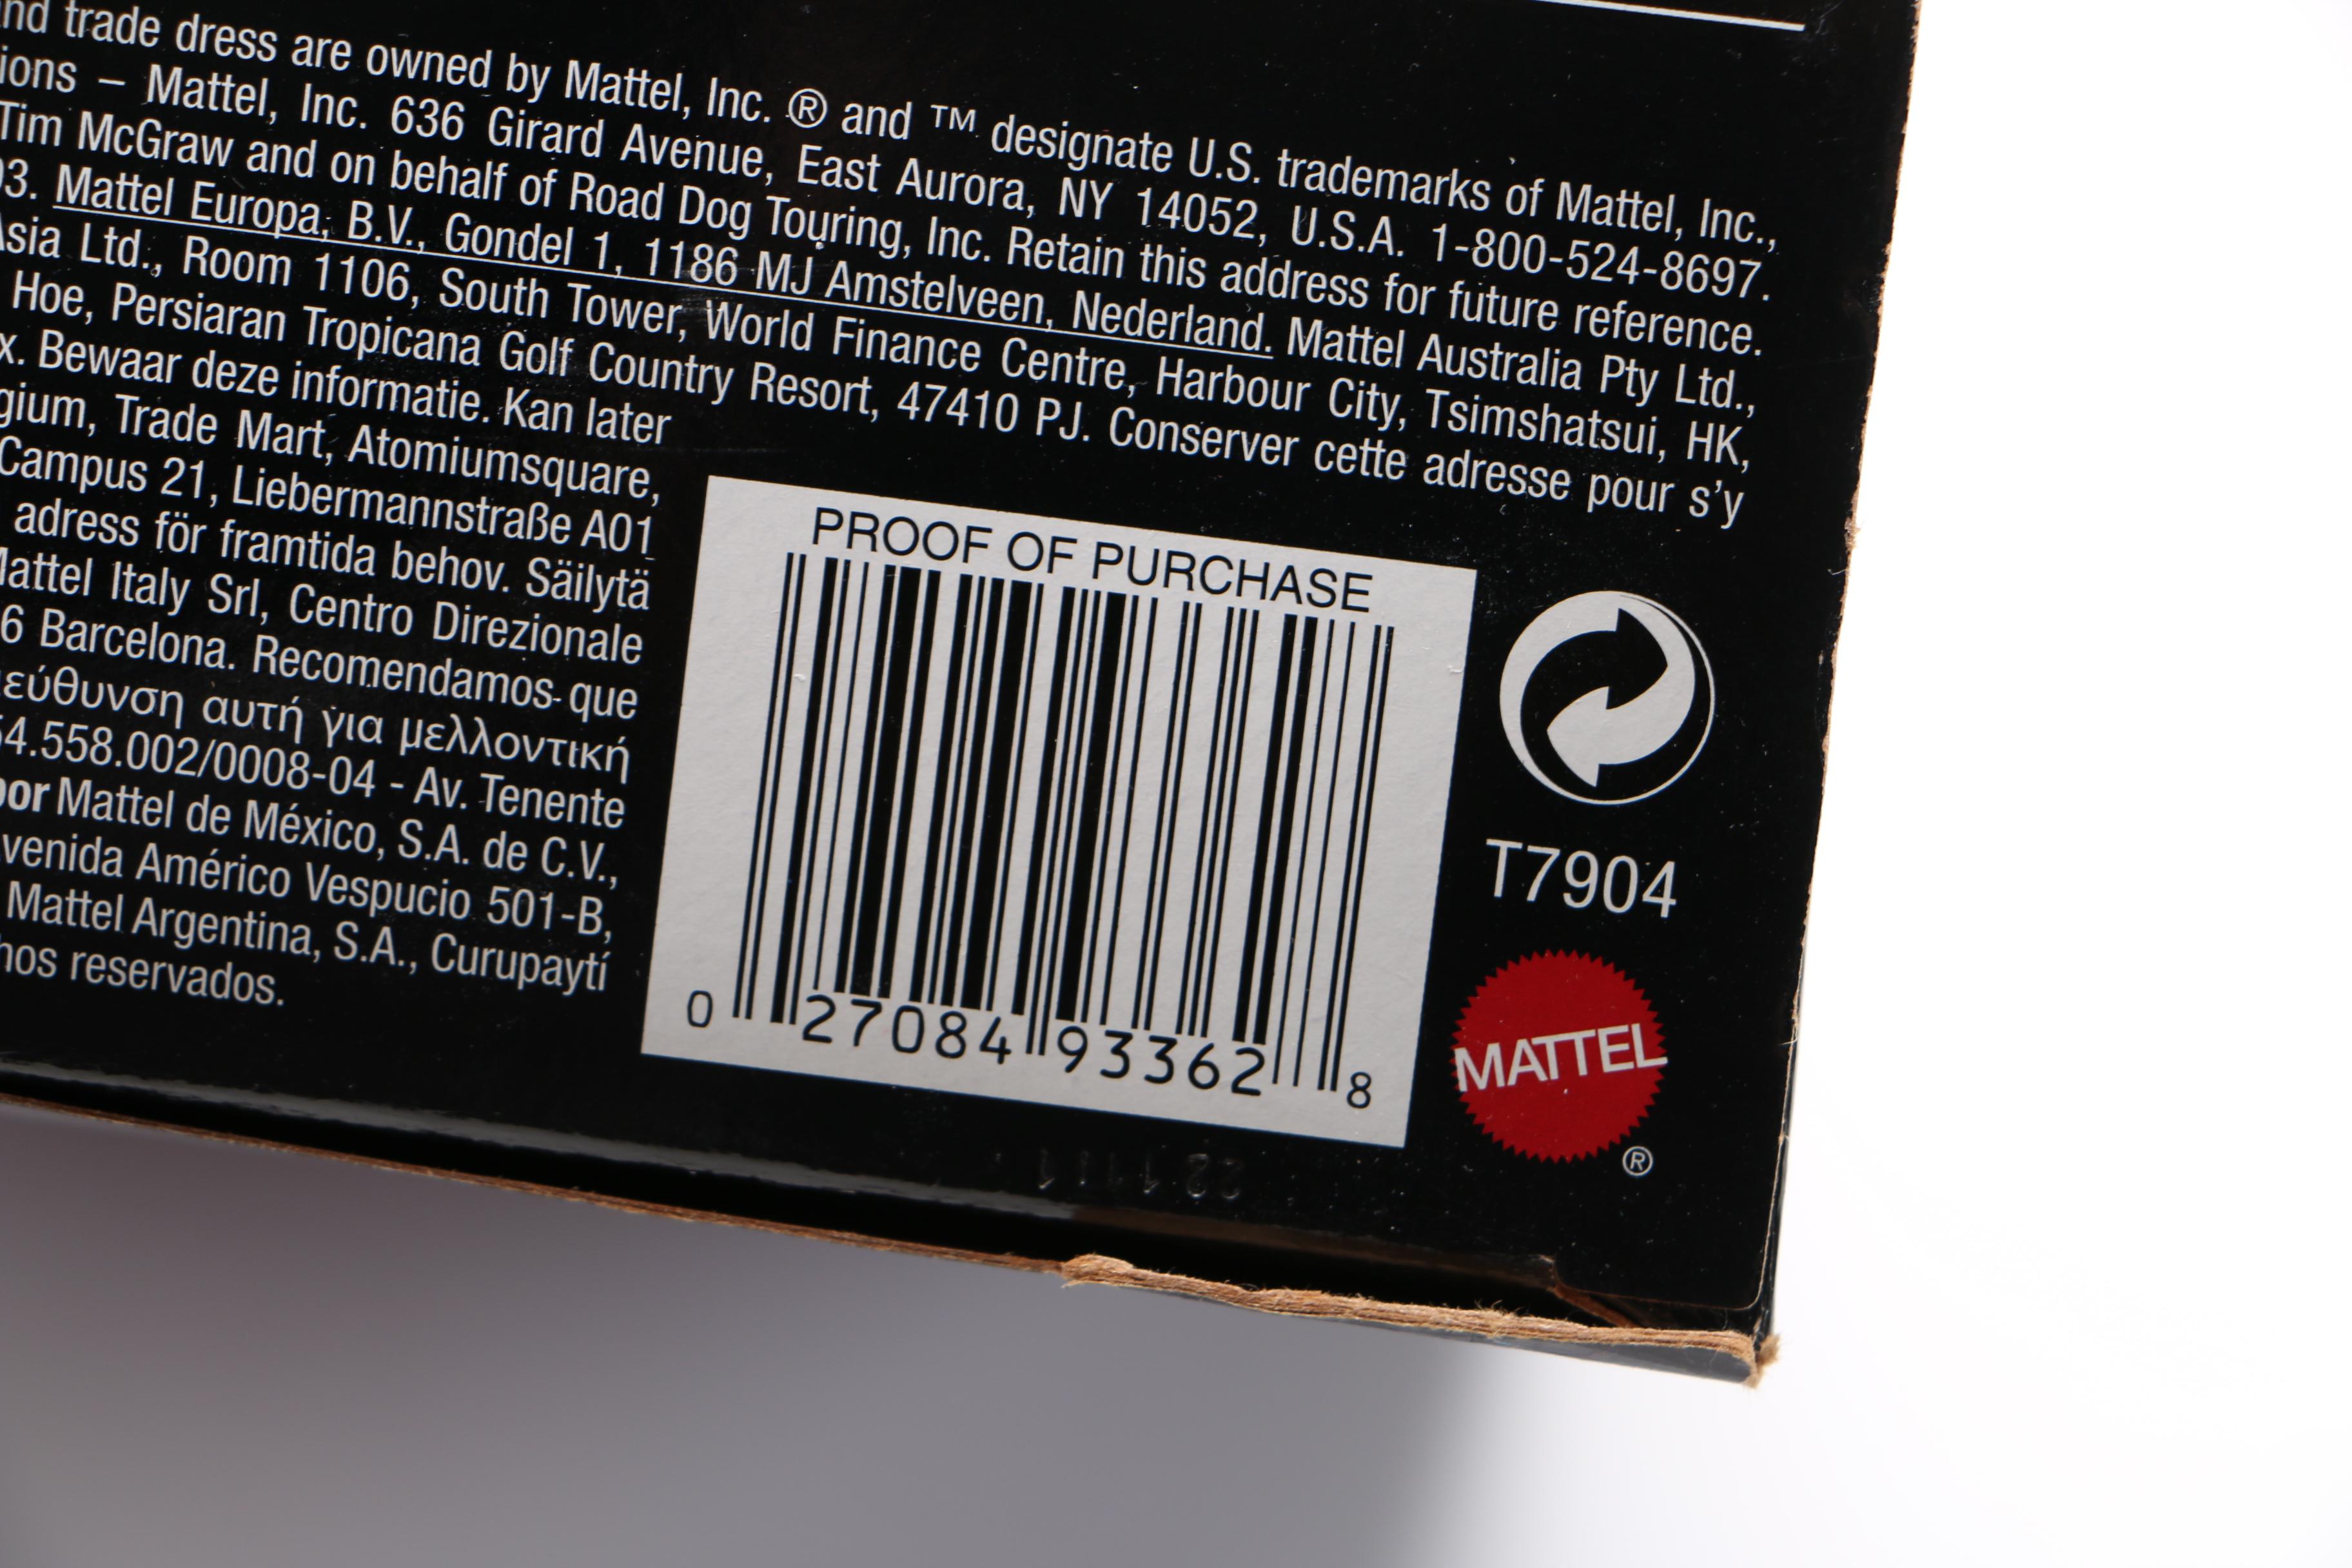 nd trade dress are owned by Mattel, Inc. ® and ™ designate U.S. trademarks of Mattel, Inc.,
ions – Mattel, Inc. 636 Girard Avenue, East Aurora, NY 14052, U.S.A. 1-800-524-8697.
Tim McGraw and on behalf of Road Dog Touring, Inc. Retain this address for future reference.
3. Mattel Europa, B.V., Gondel 1, 1186 MJ Amstelveen, Nederland. Mattel Australia Pty Ltd.,
Asia Ltd., Room 1106, South Tower, World Finance Centre, Harbour City, Tsimshatsui, HK,
Hoe, Persiaran Tropicana Golf Country Resort, 47410 PJ. Conserver cette adresse pour s'y
x. Bewaar deze informatie. Kan later
gium, Trade Mart, Atomiumsquare,
Campus 21, Liebermannstraße A01
adress för framtida behov. Säilytä
Mattel Italy Srl, Centro Direzionale
6 Barcelona. Recomendamos que
εύθυνση αυτή για μελλοντική
54.558.002/0008-04 - Av. Tenente
por Mattel de México, S.A. de C.V.,
Avenida Américo Vespucio 501-B,
Mattel Argentina, S.A., Curupaytí
hos reservados.
PROOF OF PURCHASE
0 27084 93362 8
T7904
MATTEL
®